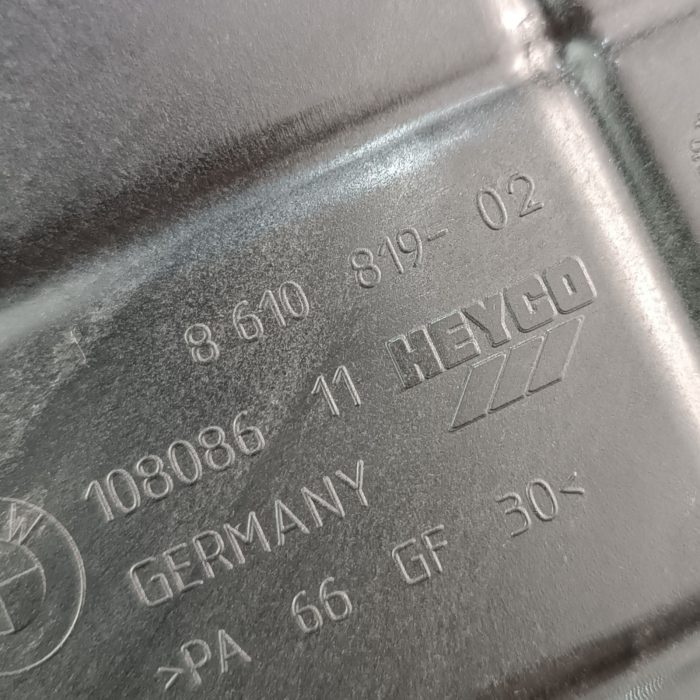 8 610 819- 02
HEYCO
108086 11
GERMANY
>PA 66 GF 30<